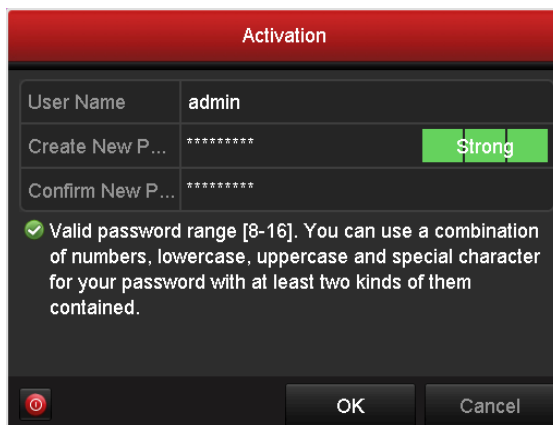 Activation
User Name admin
Create New P... ********* Strong
Confirm New P... *********
Valid password range [8-16]. You can use a combination
of numbers, lowercase, uppercase and special character
for your password with at least two kinds of them
contained.
OK Cancel